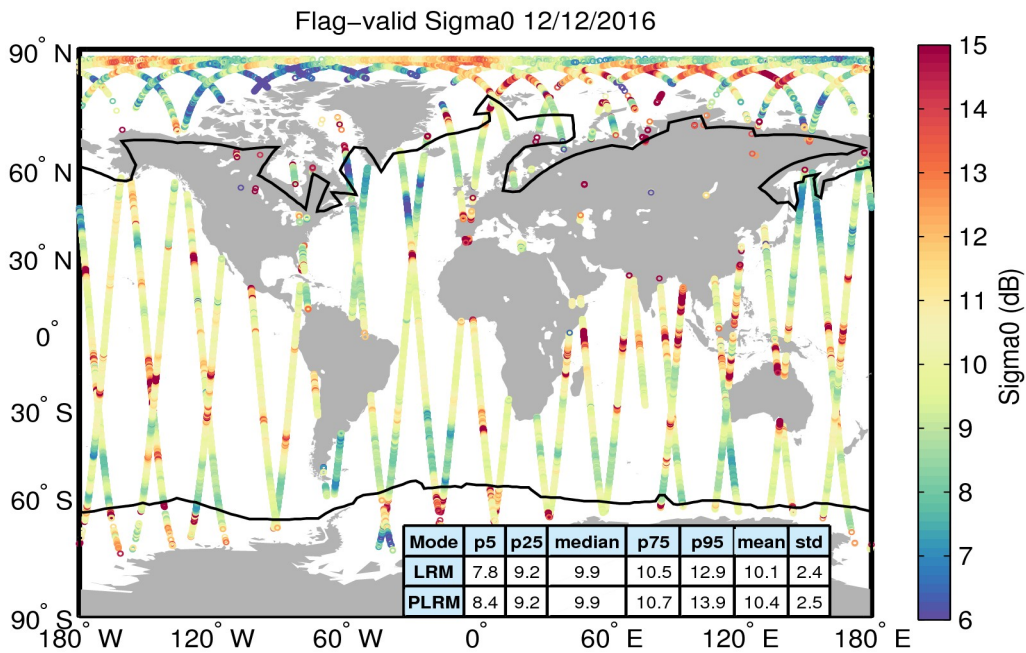 Flag−valid Sigma0 12/12/2016
90° N
60° N
30° N
0°
30° S
60° S
90° S
180° W
120° W
60° W
0°
60° E
120° E
180° E
15
14
13
12
11
10
9
8
7
6
Sigma0 (dB)
Mode p5 p25 median p75 p95 mean std
LRM 7.8 9.2 9.9 10.5 12.9 10.1 2.4
PLRM 8.4 9.2 9.9 10.7 13.9 10.4 2.5